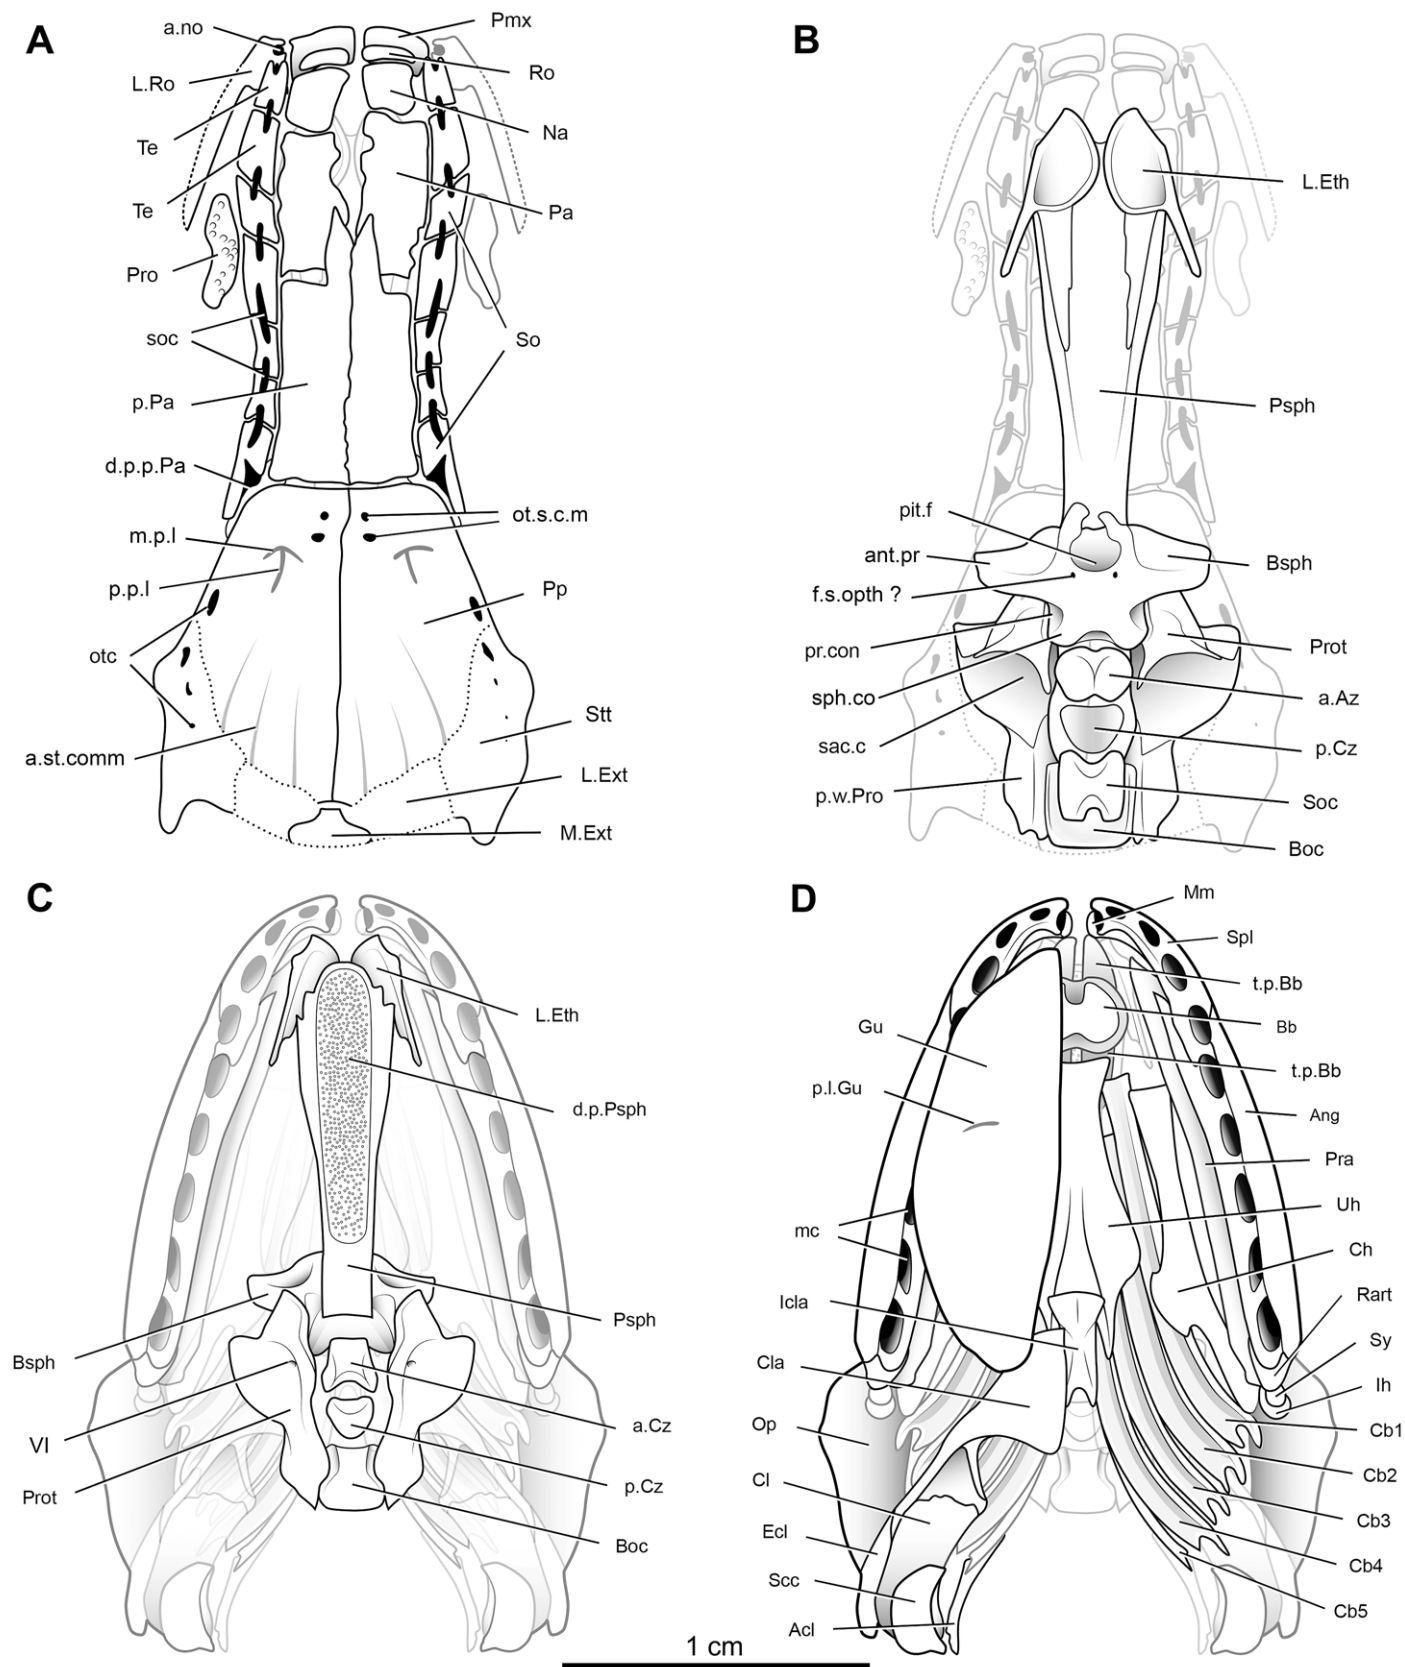 A
a.no
L.Ro
Te
Te
Pro
soc
p.Pa
d.p.p.Pa
m.p.l
p.p.l
otc
a.st.comm
Pmx
Ro
Na
Pa
So
ot.s.c.m
Pp
Stt
L.Ext
M.Ext
B
L.Eth
Psph
pit.f
ant.pr
f.s.opth ?
pr.con
sph.co
sac.c
p.w.Pro
Bsph
Prot
a.Az
p.Cz
Soc
Boc
C
L.Eth
d.p.Psph
Psph
Bsph
VI
Prot
a.Cz
p.Cz
Boc
D
Mm
Spl
t.p.Bb
Bb
t.p.Bb
Ang
Pra
Uh
Ch
Rart
Sy
Ih
Cb1
Cb2
Cb3
Cb4
Cb5
Gu
p.l.Gu
mc
Icla
Cla
Op
Cl
Ecl
Scc
Acl
1 cm